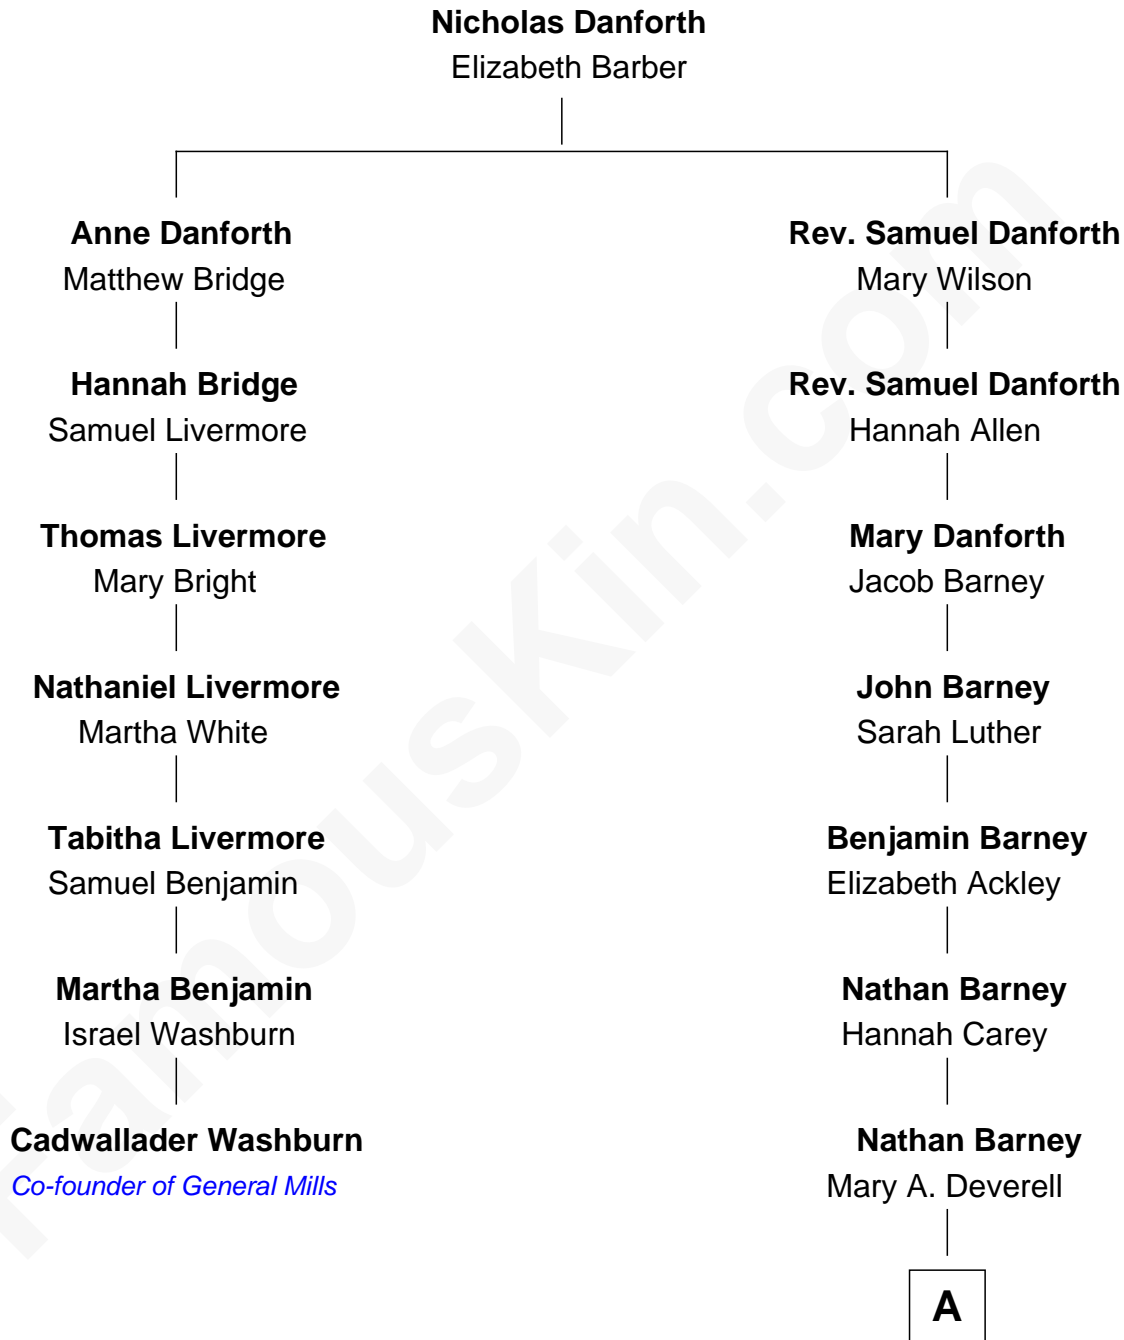 Nicholas Danforth
Elizabeth Barber
Anne Danforth
Matthew Bridge
Hannah Bridge
Samuel Livermore
Thomas Livermore
Mary Bright
Nathaniel Livermore
Martha White
Tabitha Livermore
Samuel Benjamin
Martha Benjamin
Israel Washburn
Cadwallader Washburn
Co-founder of General Mills
Rev. Samuel Danforth
Mary Wilson
Rev. Samuel Danforth
Hannah Allen
Mary Danforth
Jacob Barney
John Barney
Sarah Luther
Benjamin Barney
Elizabeth Ackley
Nathan Barney
Hannah Carey
Nathan Barney
Mary A. Deverell
A
FamousKin.com